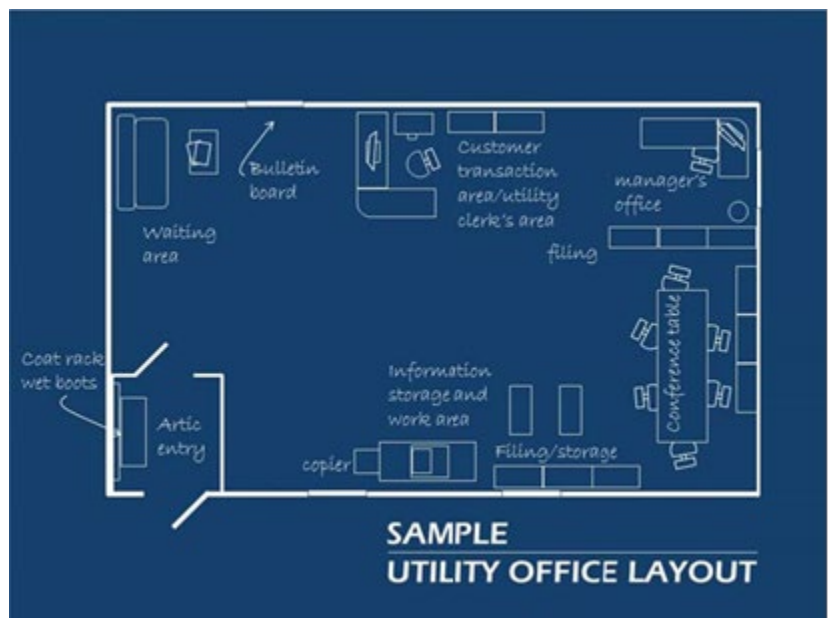 Bulletin
board
Waiting
area
Customer
transaction
area/utility
clerk's area
manager's
office
filing
Conference table
Coat rack
wet boots
Artic
entry
Information
storage and
work area
copier
Filing/storage
SAMPLE
UTILITY OFFICE LAYOUT